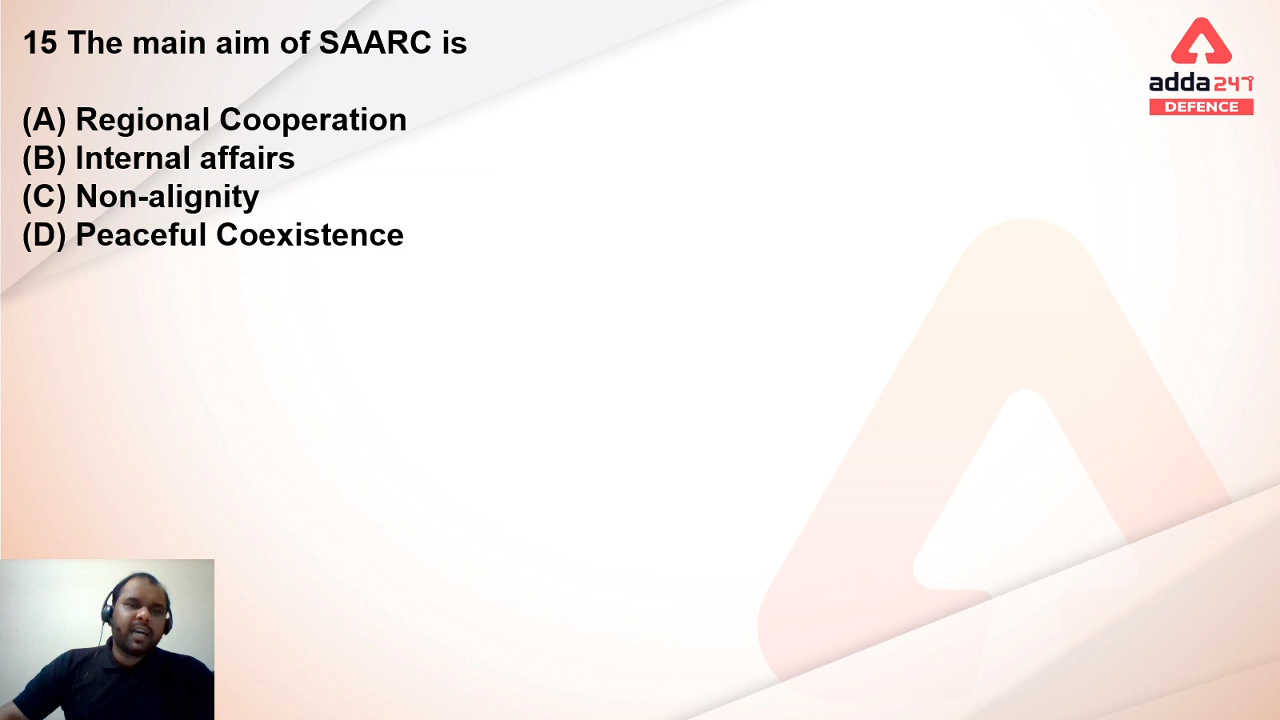 15 The main aim of SAARC is
(A) Regional Cooperation
(B) Internal affairs
(C) Non-alignity
(D) Peaceful Coexistence
adda247
DEFENCE